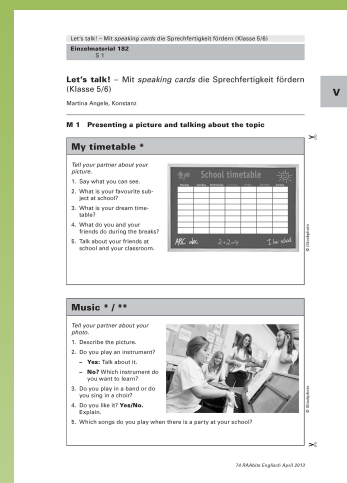 Let's talk! – Mit speaking cards die Sprechfertigkeit fördern (Klasse 5/6)
Einzelmaterial 182
S 1
Let's talk! – Mit speaking cards die Sprechfertigkeit fördern
(Klasse 5/6)
V
Martina Angele, Konstanz
M 1 Presenting a picture and talking about the topic
My timetable *
Tell your partner about your
picture.
1. Say what you can see.
2. What is your favourite sub-
ject at school?
3. What is your dream time-
table?
4. What do you and your
friends do during the breaks?
5. Talk about your friends at
school and your classroom.
School timetable
ABC abc 2+2=4 I love school
Music * / **
Tell your partner about your
photo.
1. Describe the picture.
2. Do you play an instrument?
– Yes: Talk about it.
– No? Which instrument do
you want to learn?
3. Do you play in a band or do
you sing in a choir?
4. Do you like it? Yes/No.
Explain.
5. Which songs do you play when there is a party at your school?
74 RAAbits Englisch April 2013